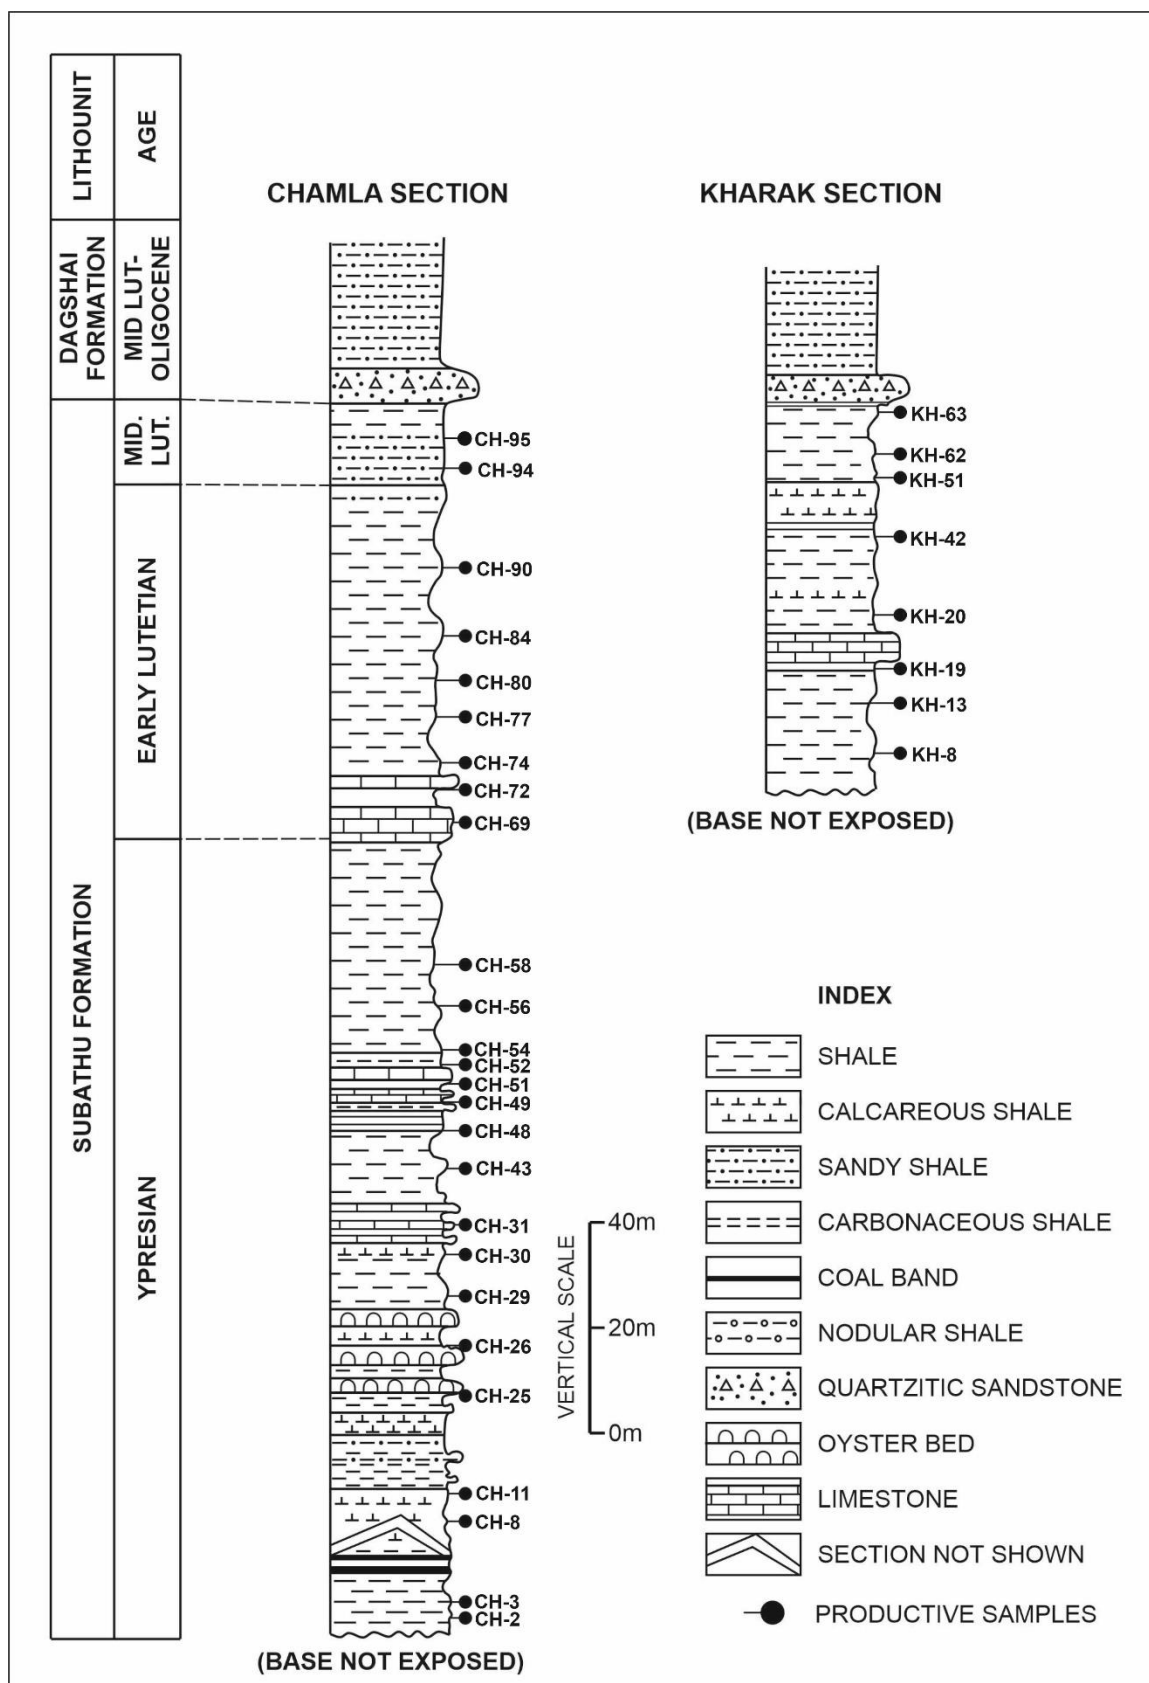 LITHOUNIT
AGE
DAGSHAI
FORMATION
MID LUT-
OLIGOCENE
MID.
LUT.
EARLY LUTETIAN
SUBATHU FORMATION
YPRESIAN
CHAMLA SECTION
CH-95
CH-94
CH-90
CH-84
CH-80
CH-77
CH-74
CH-72
CH-69
CH-58
CH-56
CH-54
CH-52
CH-51
CH-49
CH-48
CH-43
CH-31
CH-30
CH-29
CH-26
CH-25
CH-11
CH-8
CH-3
CH-2
(BASE NOT EXPOSED)
KHARAK SECTION
KH-63
KH-62
KH-51
KH-42
KH-20
KH-19
KH-13
KH-8
(BASE NOT EXPOSED)
VERTICAL SCALE
40m
20m
0m
INDEX
SHALE
CALCAREOUS SHALE
SANDY SHALE
CARBONACEOUS SHALE
COAL BAND
NODULAR SHALE
QUARTZITIC SANDSTONE
OYSTER BED
LIMESTONE
SECTION NOT SHOWN
PRODUCTIVE SAMPLES